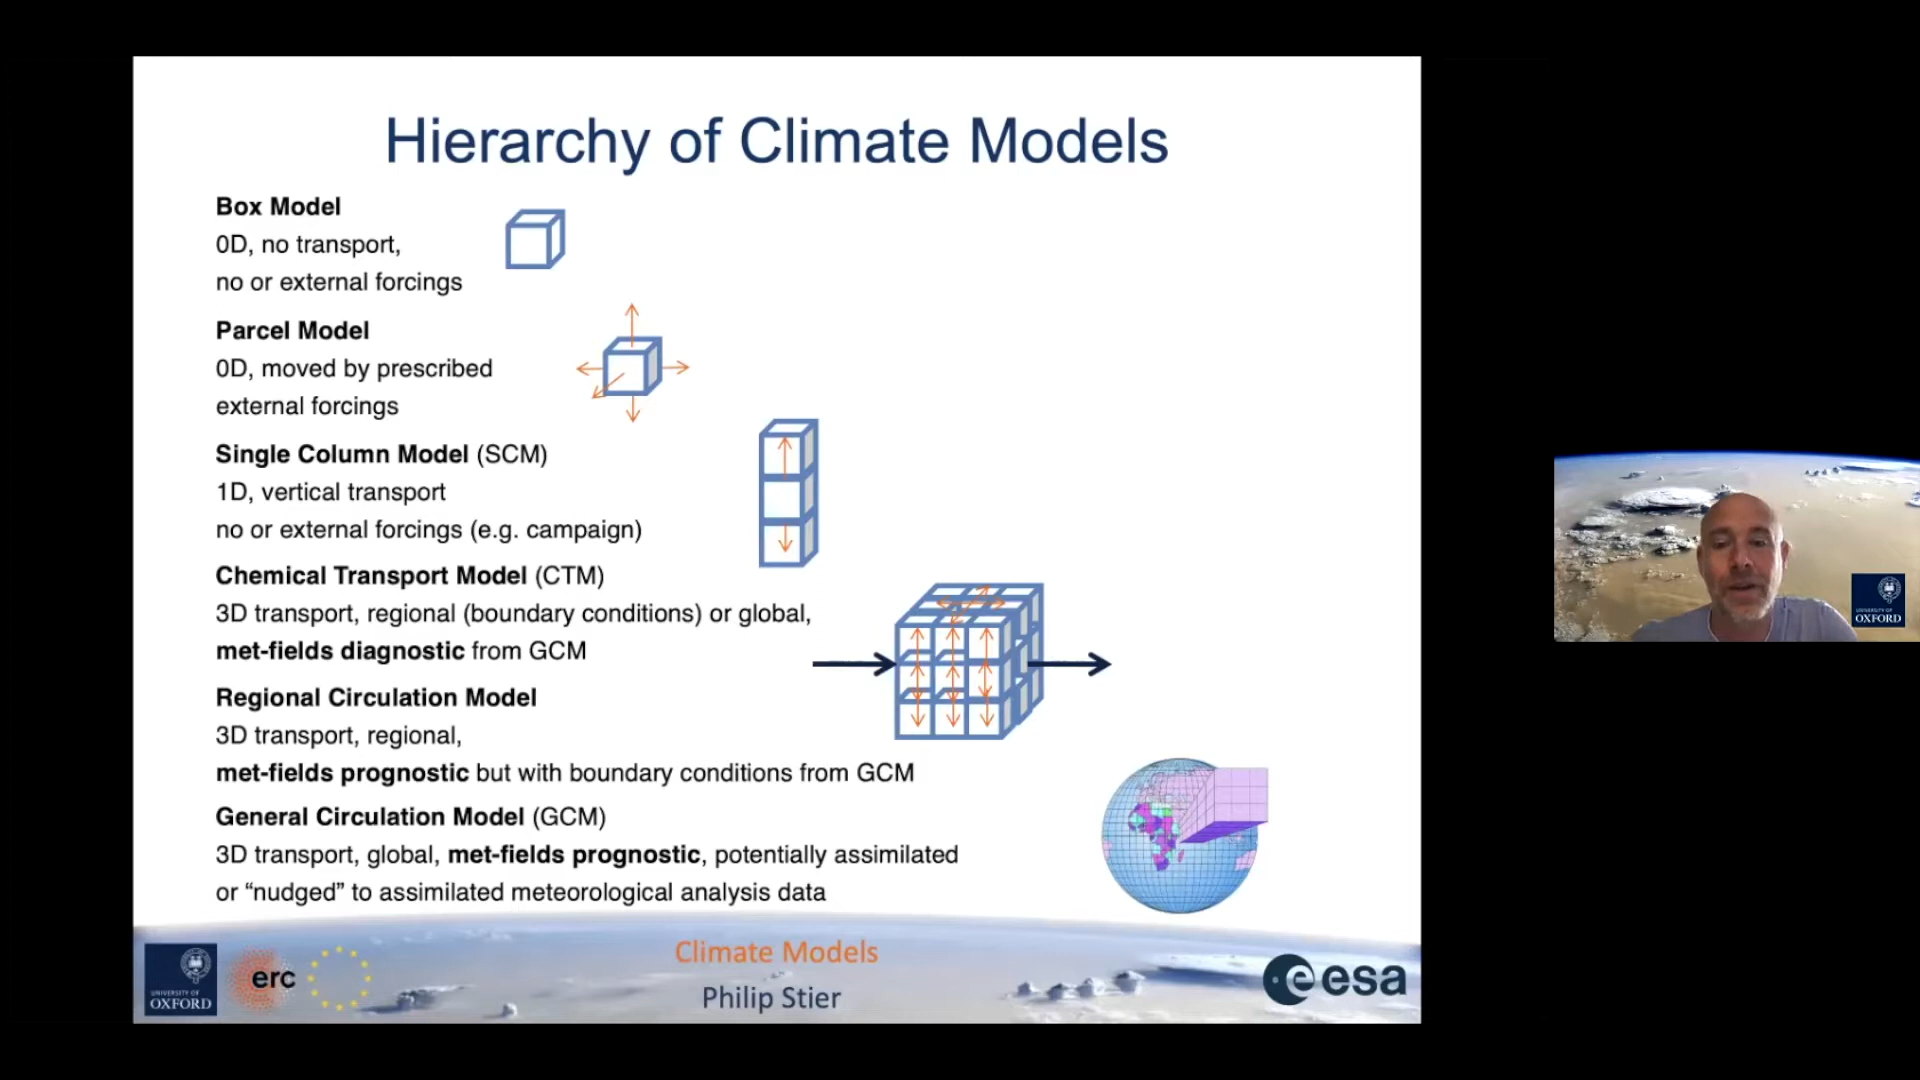 Hierarchy of Climate Models
Box Model
0D, no transport,
no or external forcings
Parcel Model
0D, moved by prescribed
external forcings
Single Column Model (SCM)
1D, vertical transport
no or external forcings (e.g. campaign)
Chemical Transport Model (CTM)
3D transport, regional (boundary conditions) or global,
met-fields diagnostic from GCM
Regional Circulation Model
3D transport, regional,
met-fields prognostic but with boundary conditions from GCM
General Circulation Model (GCM)
3D transport, global, met-fields prognostic, potentially assimilated
or “nudged” to assimilated meteorological analysis data
UNIVERSITY OF
OXFORD
erc
Climate Models
Philip Stier
esa
UNIVERSITY OF
OXFORD